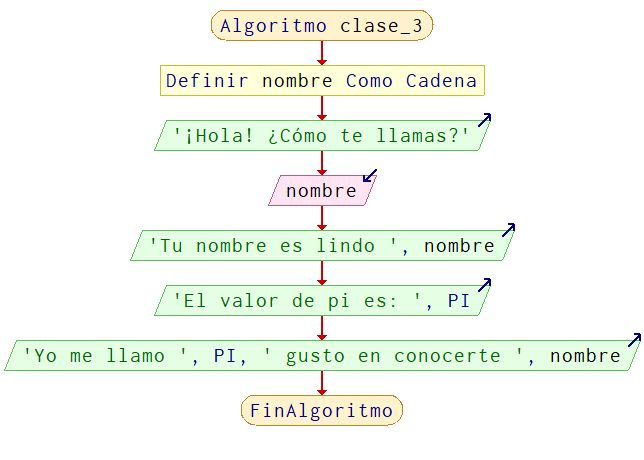 Algoritmo clase_3
Definir nombre Como Cadena
'¡Hola! ¿Cómo te llamas?'
nombre
'Tu nombre es lindo ', nombre
'El valor de pi es: ', PI
'Yo me llamo ', PI, ' gusto en conocerte ', nombre
FinAlgoritmo